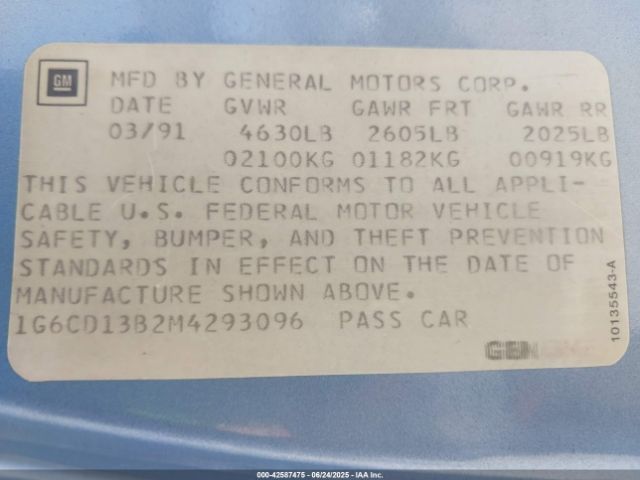 GM
MFD BY GENERAL MOTORS CORP.
DATE GVWR GAWR FRT GAWR RR
03/91 4630LB 2605LB 2025LB
02100KG 01182KG 00919KG
THIS VEHICLE CONFORMS TO ALL APPLI-
CABLE U.S. FEDERAL MOTOR VEHICLE
SAFETY, BUMPER, AND THEFT PREVENTION
STANDARDS IN EFFECT ON THE DATE OF
MANUFACTURE SHOWN ABOVE.
1G6CD13B2M4293096 PASS CAR
10135543-A
000-42587475 - 06/24/2025 - IAA Inc.